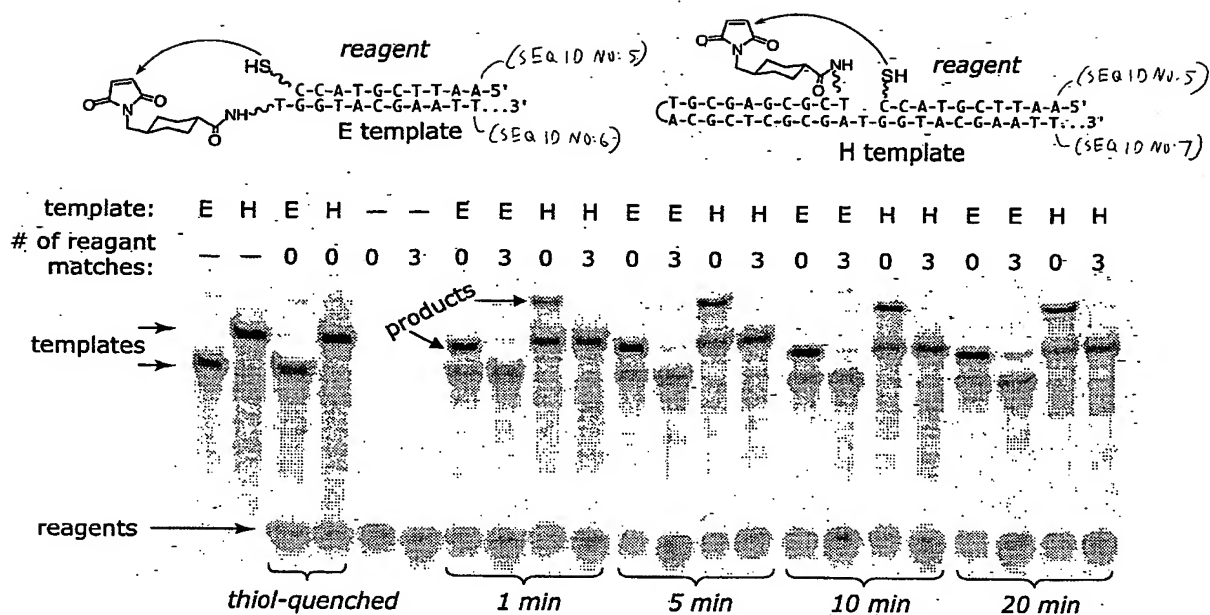 reagent
(SEQ ID NO: 5)
HS
C-C-A-T-G-C-T-T-A-A-5'
T-G-G-T-A-C-G-A-A-T-T...3'
NH
O
O
N
O
E template
(SEQ ID NO: 6)
O
O
N
O
NH
SH
reagent
(SEQ ID NO: 5)
T-G-C-G-A-G-C-G-C-T
C-C-A-T-G-C-T-T-A-A-5'
A-C-G-C-T-C-G-C-G-A-T-G-G-T-A-C-G-A-A-T-T...3'
H template
(SEQ ID NO: 7)
template: E H E H — — E E H H E E H H E E H H E E H H
# of reagant
matches: — — 0 0 0 3 0 3 0 3 0 3 0 3 0 3 0 3 0 3 0 3
products
templates
reagents
thiol-quenched 1 min 5 min 10 min 20 min